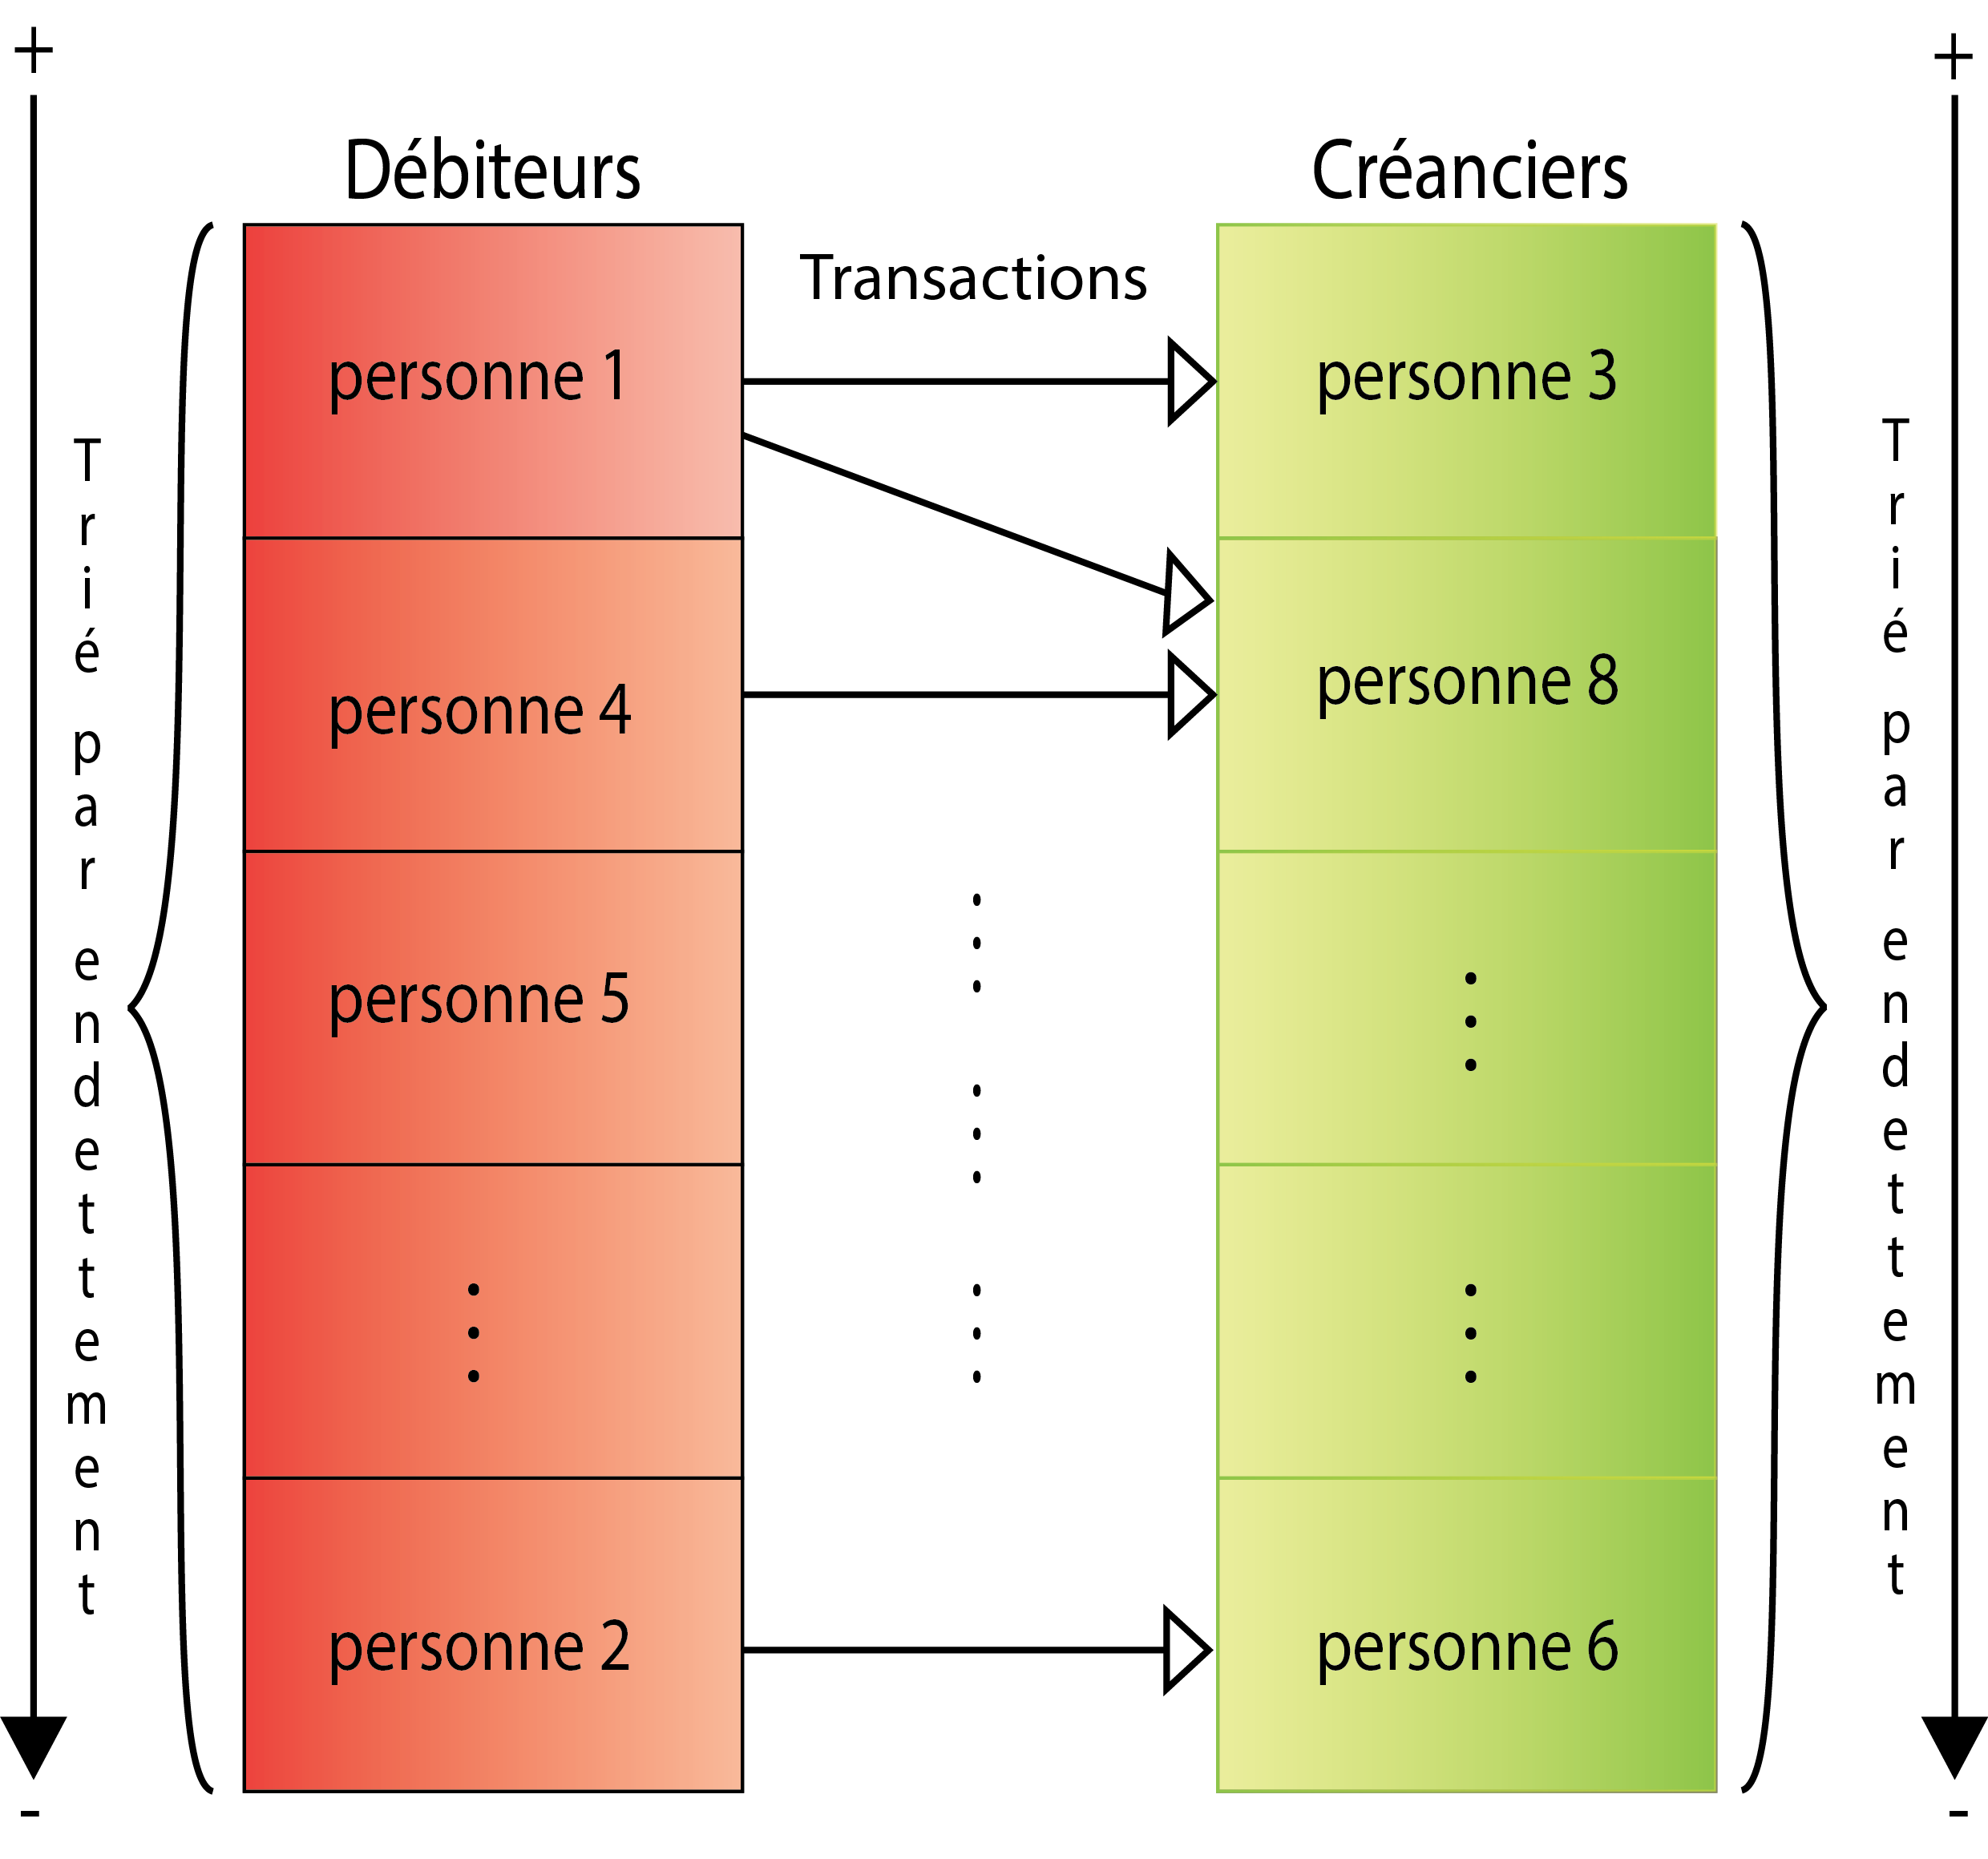 +
+
Débiteurs
Créanciers
Transactions
personne 1
personne 3
personne 4
personne 8
personne 5
personne 2
personne 6
Trié par endettement
Trié par endettement
-
-